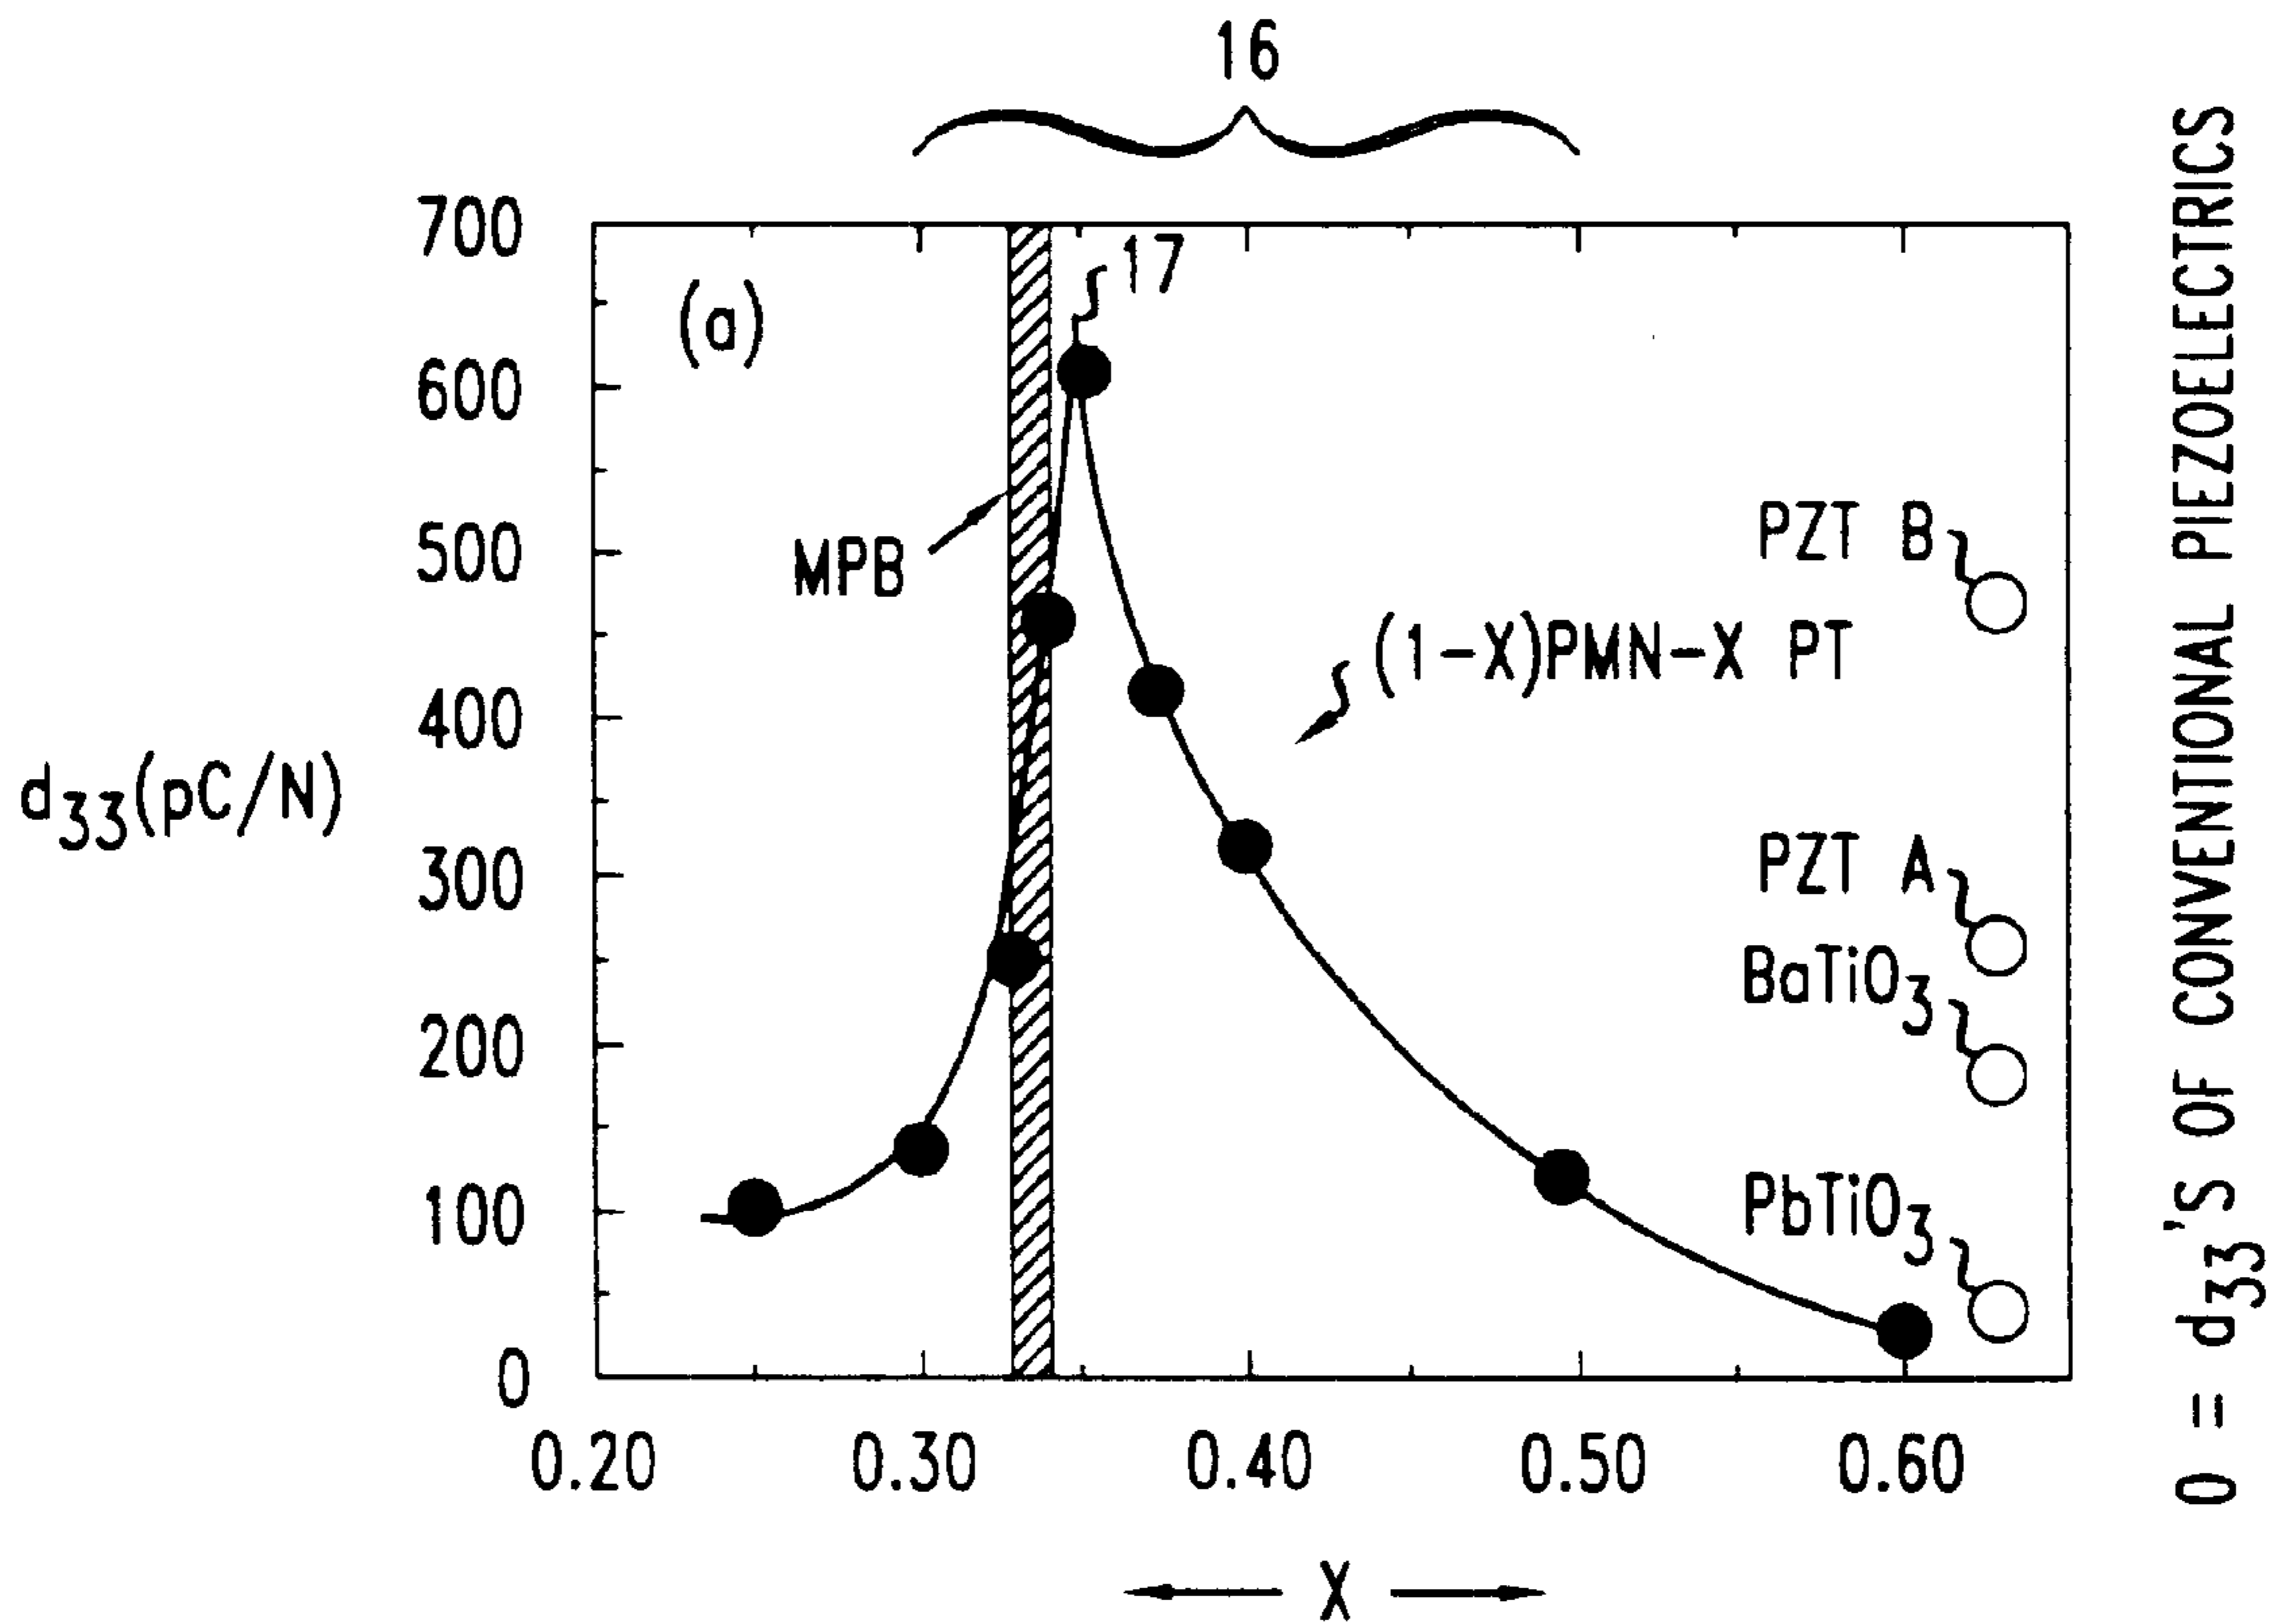 16
700
600
500
400
300
200
100
0
d33(pC/N)
(a)
17
MPB
(1-X)PMN-X PT
PZT B
PZT A
BaTiO3
PbTiO3
0.20 0.30 0.40 0.50 0.60
X
O = d33'S OF CONVENTIONAL PIEZOELECTRICS